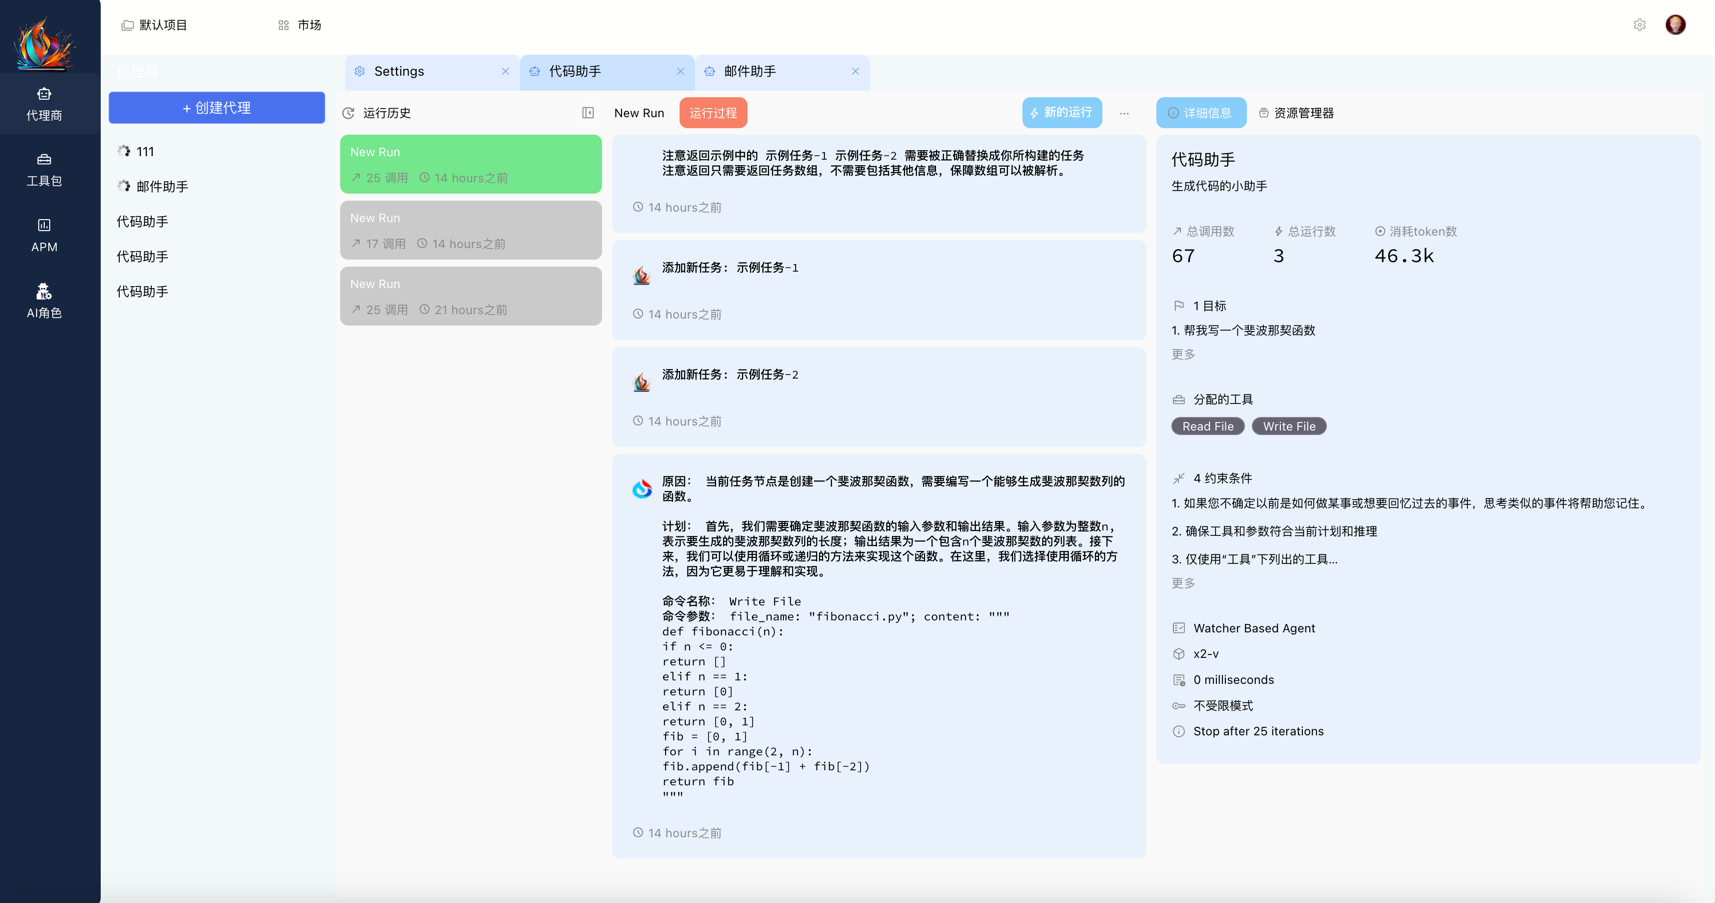 默认项目
市场
代理商
工具包
APM
AI角色
代理商
+ 创建代理
111
邮件助手
代码助手
代码助手
代码助手
Settings
代码助手
邮件助手
运行历史
New Run
25 调用 14 hours之前
New Run
17 调用 14 hours之前
New Run
25 调用 21 hours之前
New Run 运行过程
新的运行 ...
注意返回示例中的 示例任务-1 示例任务-2 需要被正确替换成你所构建的任务
注意返回只需要返回任务数组，不需要包括其他信息，保障数组可以被解析。
14 hours之前
添加新任务: 示例任务-1
14 hours之前
添加新任务: 示例任务-2
14 hours之前
原因： 当前任务节点是创建一个斐波那契函数，需要编写一个能够生成斐波那契数列的
函数。
计划： 首先，我们需要确定斐波那契函数的输入参数和输出结果。输入参数为整数n，
表示要生成的斐波那契数列的长度；输出结果为一个包含n个斐波那契数的列表。接下
来，我们可以使用循环或递归的方法来实现这个函数。在这里，我们选择使用循环的方
法，因为它更易于理解和实现。
命令名称： Write File
命令参数： file_name: "fibonacci.py"; content: """
def fibonacci(n):
if n <= 0:
return []
elif n == 1:
return [0]
elif n == 2:
return [0, 1]
fib = [0, 1]
for i in range(2, n):
fib.append(fib[-1] + fib[-2])
return fib
"""
14 hours之前
详细信息
资源管理器
代码助手
生成代码的小助手
总调用数 总运行数 消耗token数
67 3 46.3k
1 目标
1. 帮我写一个斐波那契函数
更多
分配的工具
Read File Write File
4 约束条件
1. 如果您不确定以前是如何做某事或想要回忆过去的事件，思考类似的事件将帮助您记住。
2. 确保工具和参数符合当前计划和推理
3. 仅使用“工具”下列出的工具...
更多
Watcher Based Agent
x2-v
0 milliseconds
不受限模式
Stop after 25 iterations